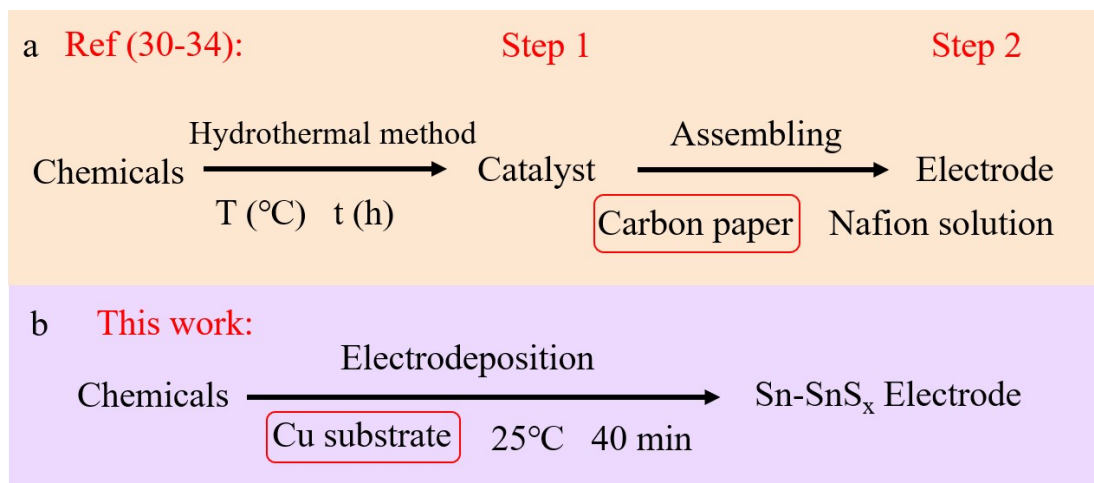 a Ref (30-34): Step 1 Step 2
Hydrothermal method Assembling
Chemicals Catalyst Electrode
T (℃) t (h) Carbon paper Nafion solution
b This work:
Electrodeposition
Chemicals Sn-SnSₓ Electrode
Cu substrate 25℃ 40 min